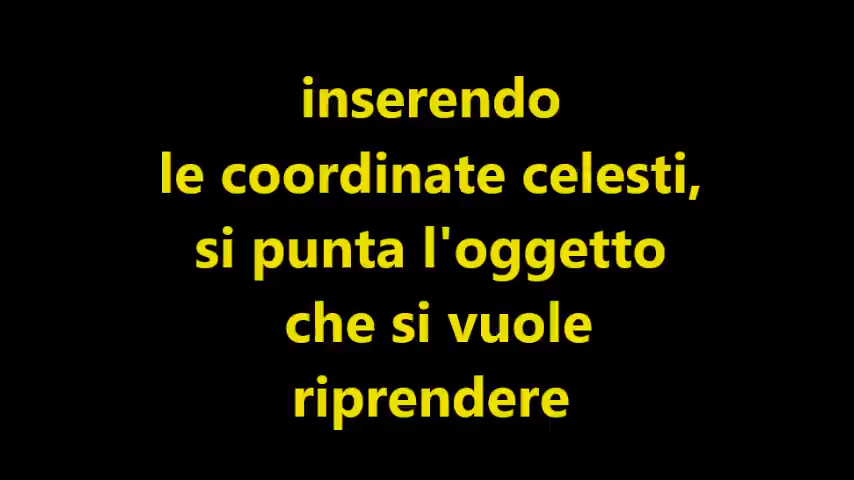 inserendo
le coordinate celesti,
si punta l'oggetto
che si vuole
riprendere